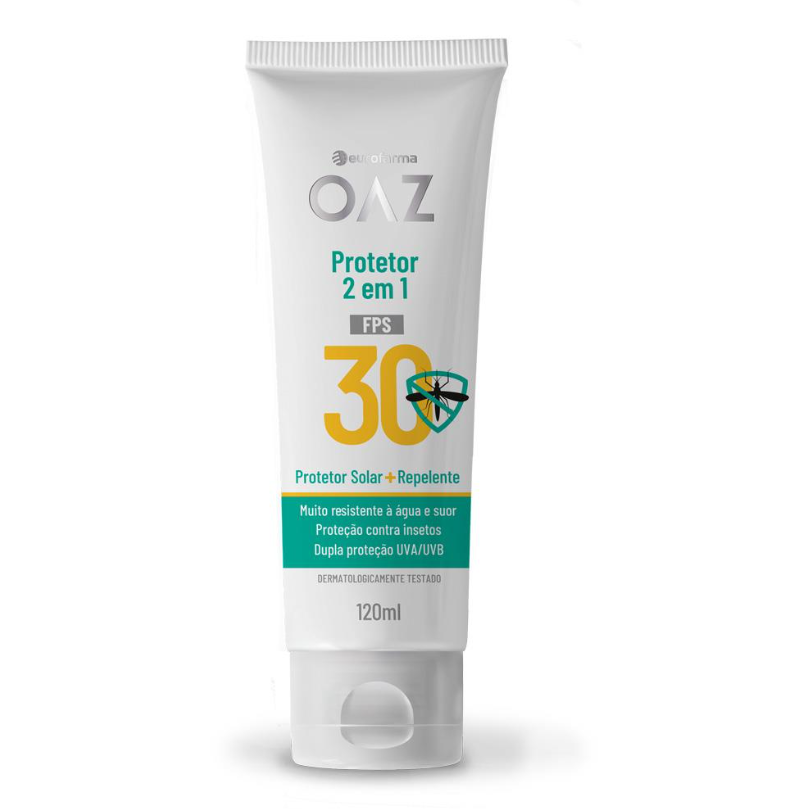 eurofarma
OAZ
Protetor
2 em 1
FPS
30
Protetor Solar+Repelente
Muito resistente à água e suor
Proteção contra insetos
Dupla proteção UVA/UVB
DERMATOLOGICAMENTE TESTADO
120ml